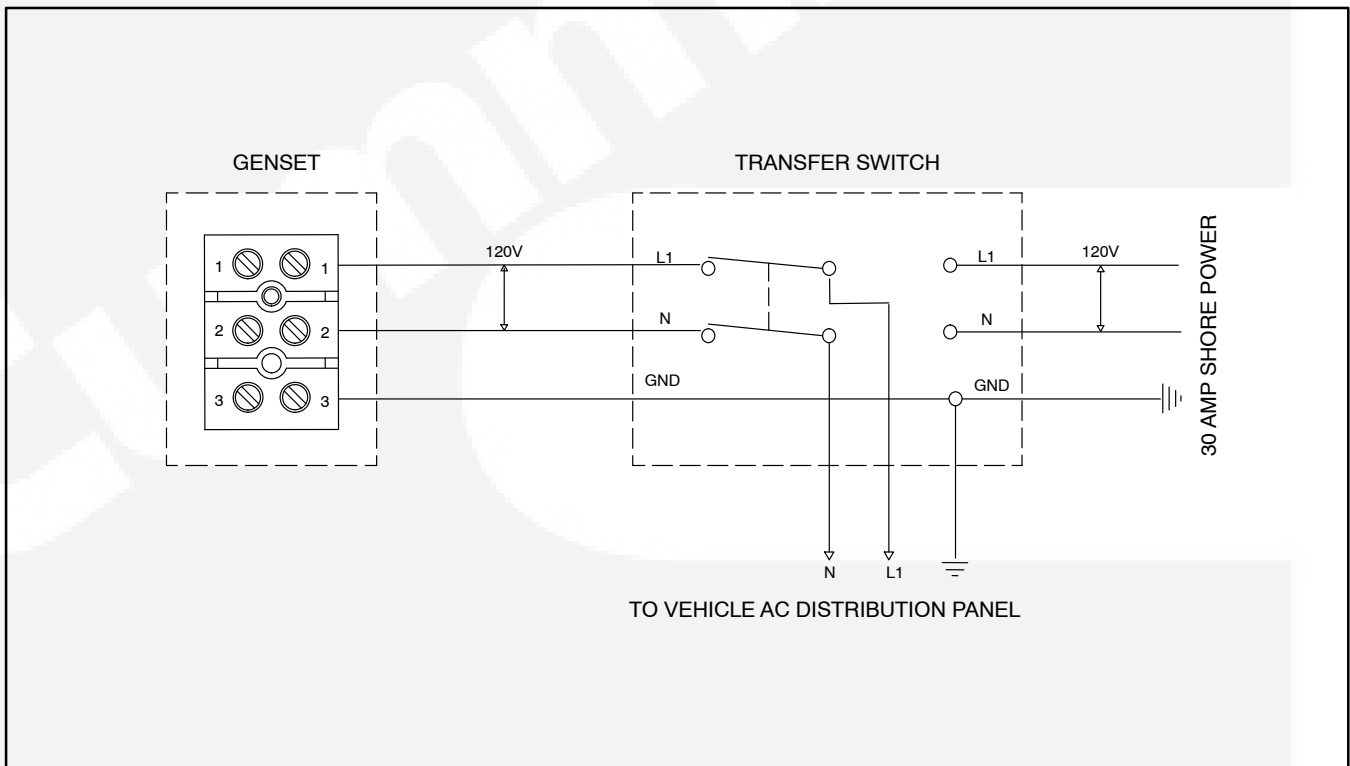 GENSET
TRANSFER SWITCH
1 1
2 2
3 3
120V
L1
N
GND
L1
N
GND
120V
30 AMP SHORE POWER
N L1
TO VEHICLE AC DISTRIBUTION PANEL